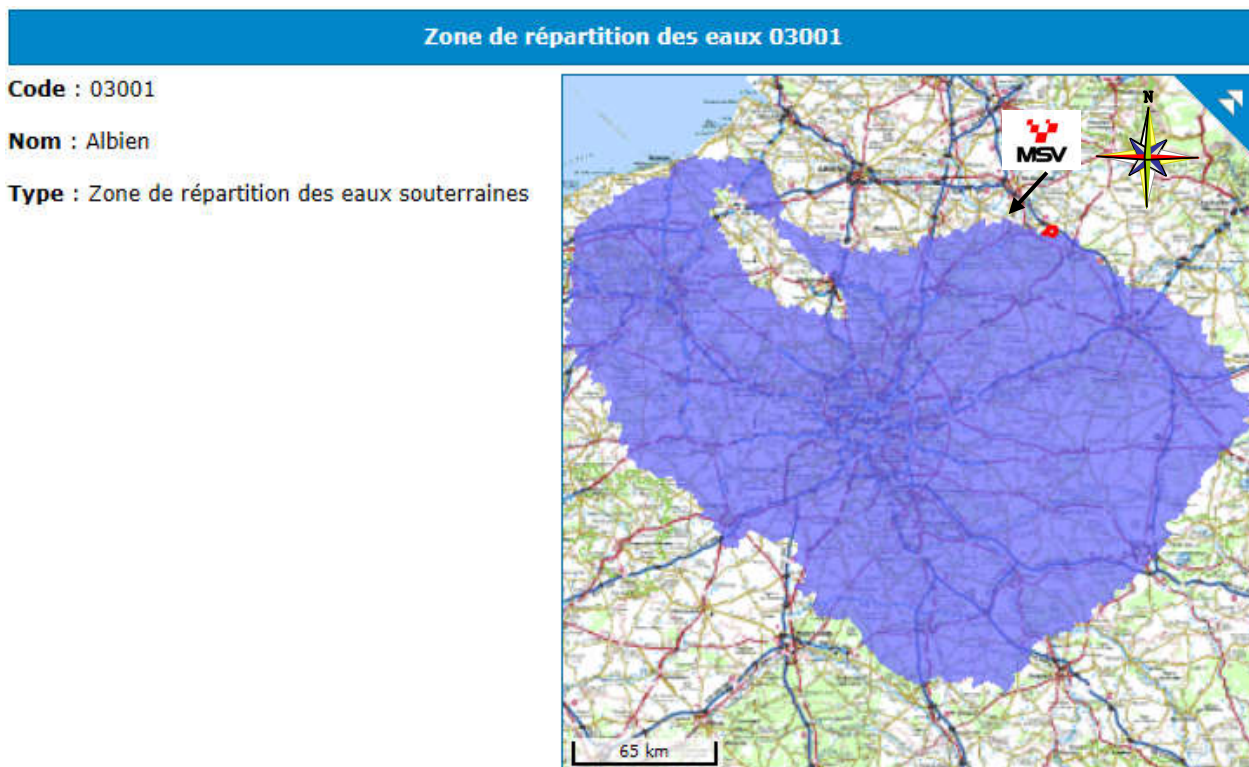 Zone de répartition des eaux 03001
Code : 03001
Nom : Albien
Type : Zone de répartition des eaux souterraines
N
MSV
65 km